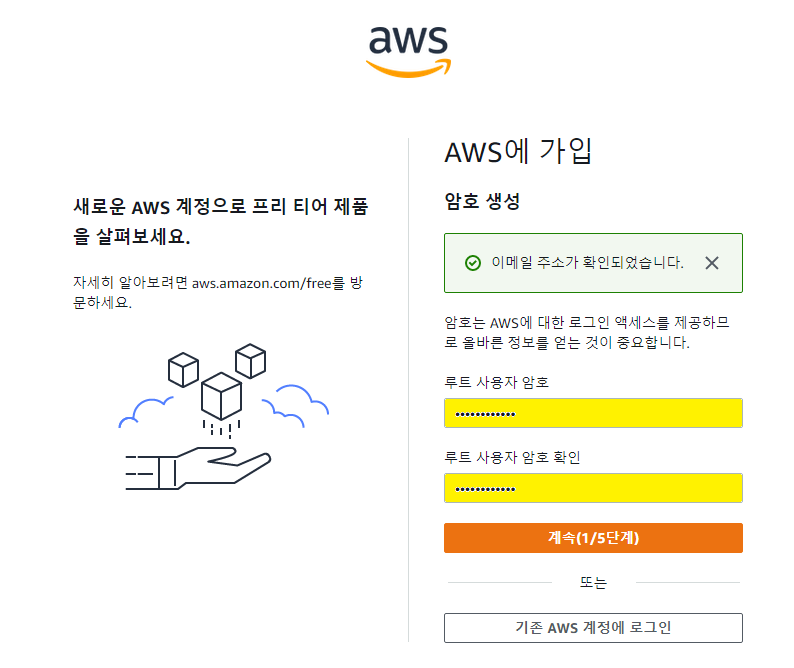 aws
새로운 AWS 계정으로 프리 티어 제품
을 살펴보세요.
자세히 알아보려면 aws.amazon.com/free를 방
문하세요.
AWS에 가입
암호 생성
이메일 주소가 확인되었습니다.
암호는 AWS에 대한 로그인 액세스를 제공하므
로 올바른 정보를 얻는 것이 중요합니다.
루트 사용자 암호
••••••••••••
루트 사용자 암호 확인
••••••••••••
계속(1/5단계)
또는
기존 AWS 계정에 로그인